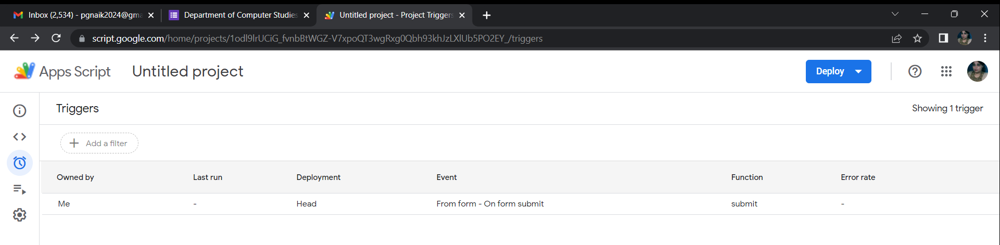 Inbox (2,534) - pgnaik2024@gma
Department of Computer Studies
Untitled project - Project Triggers
script.google.com/home/projects/1odl9lrUCiG_fvnbBtWGZ-V7xpoQT3wgRxg0Qbh93khJzLXlUb5PO2EY_/triggers
Apps Script
Untitled project
Deploy
Triggers
Showing 1 trigger
Add a filter
Owned by Last run Deployment Event Function Error rate
Me - Head From form - On form submit submit -